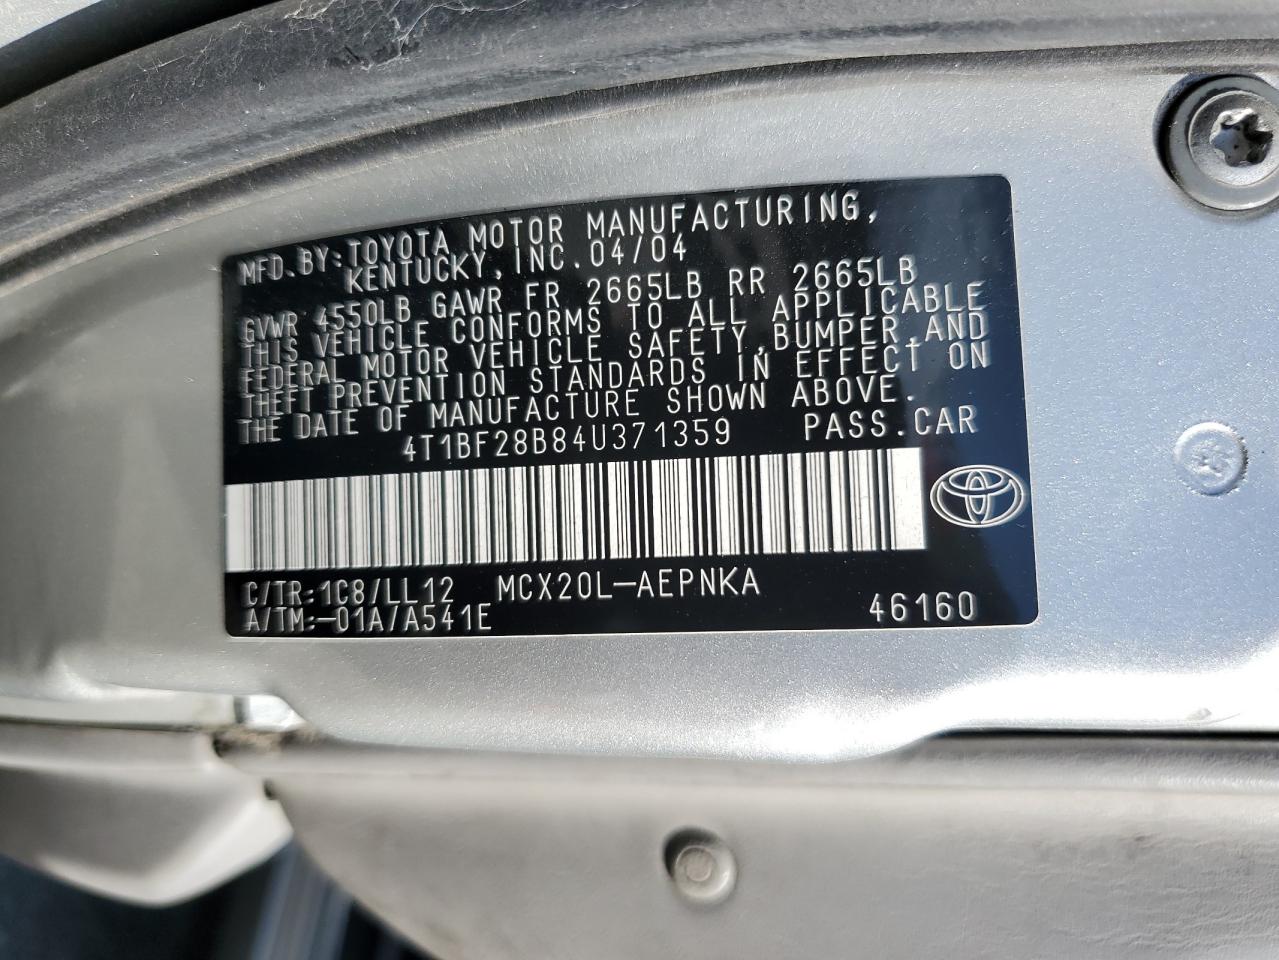 MFD.BY:TOYOTA MOTOR MANUFACTURING,
KENTUCKY,INC.04/04
GVWR 4550LB GAWR FR 2665LB RR 2665LB
THIS VEHICLE CONFORMS TO ALL APPLICABLE
FEDERAL MOTOR VEHICLE SAFETY,BUMPER,AND
THEFT PREVENTION STANDARDS IN EFFECT ON
THE DATE OF MANUFACTURE SHOWN ABOVE.
4T1BF28B84U371359 PASS.CAR
C/TR:1C8/LL12 MCX20L-AEPNKA
A/TM:-01A/A541E 46160